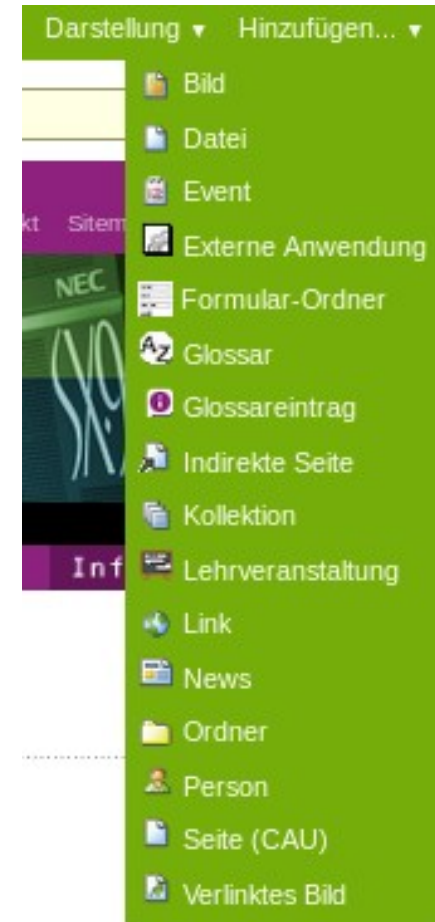 Darstellung ▾ Hinzufügen... ▾
Bild
Datei
Event
kt Sitem
Externe Anwendung
NEC
Formular-Ordner
Glossar
Glossareintrag
Indirekte Seite
Kollektion
Inf
Lehrveranstaltung
Link
News
Ordner
Person
Seite (CAU)
Verlinktes Bild